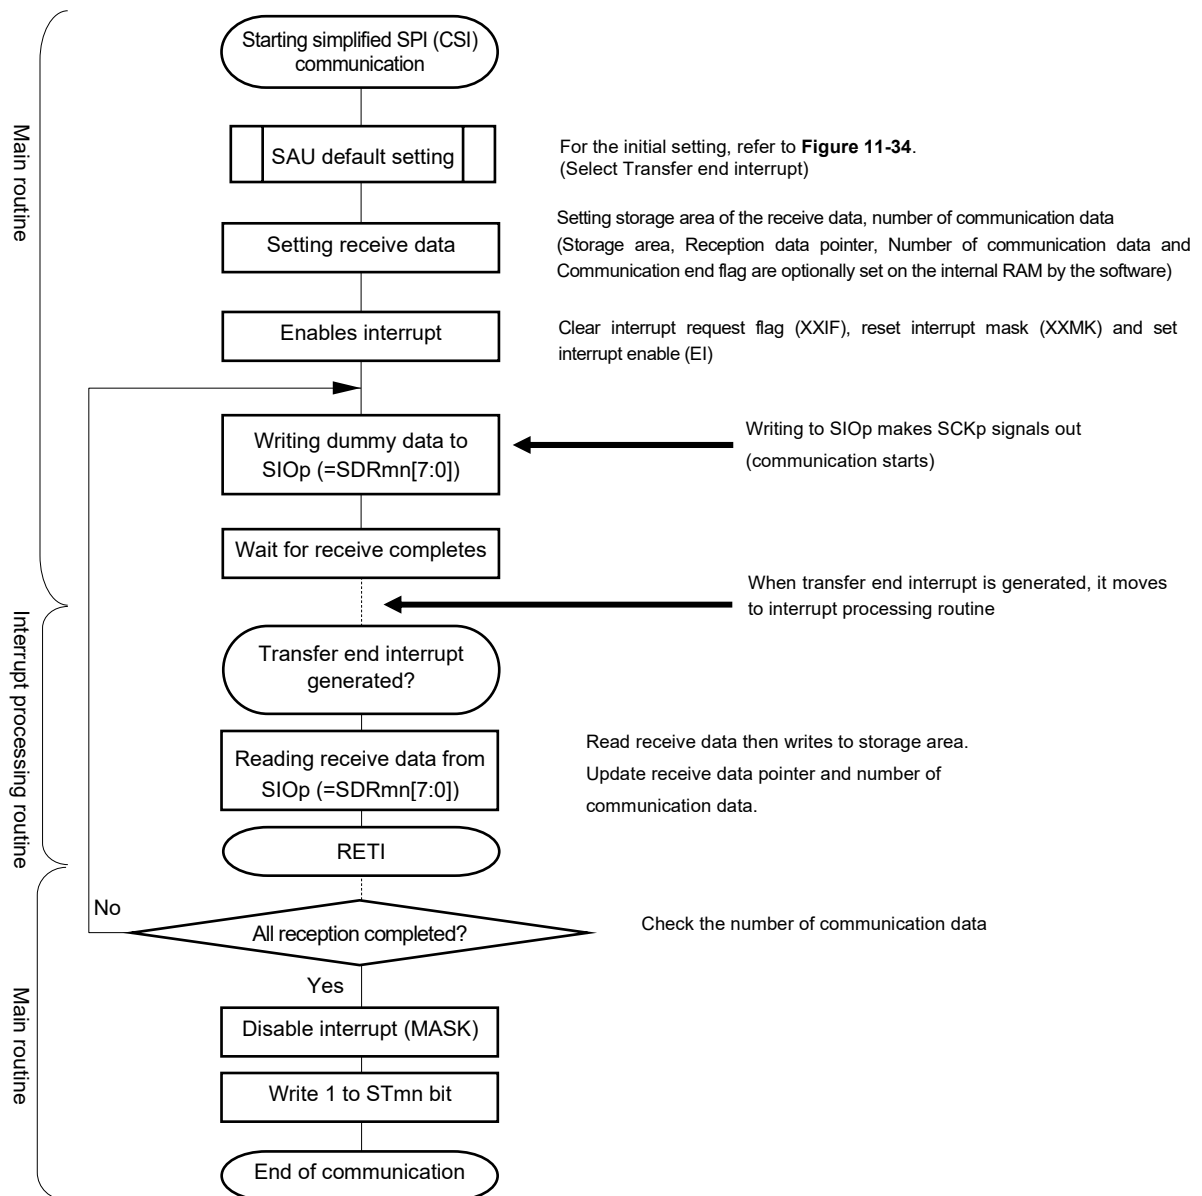 Starting simplified SPI (CSI)
communication
Main routine
SAU default setting
For the initial setting, refer to Figure 11-34.
(Select Transfer end interrupt)
Setting receive data
Setting storage area of the receive data, number of communication data
(Storage area, Reception data pointer, Number of communication data and
Communication end flag are optionally set on the internal RAM by the software)
Enables interrupt
Clear interrupt request flag (XXIF), reset interrupt mask (XXMK) and set
interrupt enable (EI)
Writing dummy data to
SIOp (=SDRmn[7:0])
Writing to SIOp makes SCKp signals out
(communication starts)
Wait for receive completes
When transfer end interrupt is generated, it moves
to interrupt processing routine
Interrupt processing routine
Transfer end interrupt
generated?
Reading receive data from
SIOp (=SDRmn[7:0])
Read receive data then writes to storage area.
Update receive data pointer and number of
communication data.
RETI
No
All reception completed?
Check the number of communication data
Yes
Main routine
Disable interrupt (MASK)
Write 1 to STmn bit
End of communication